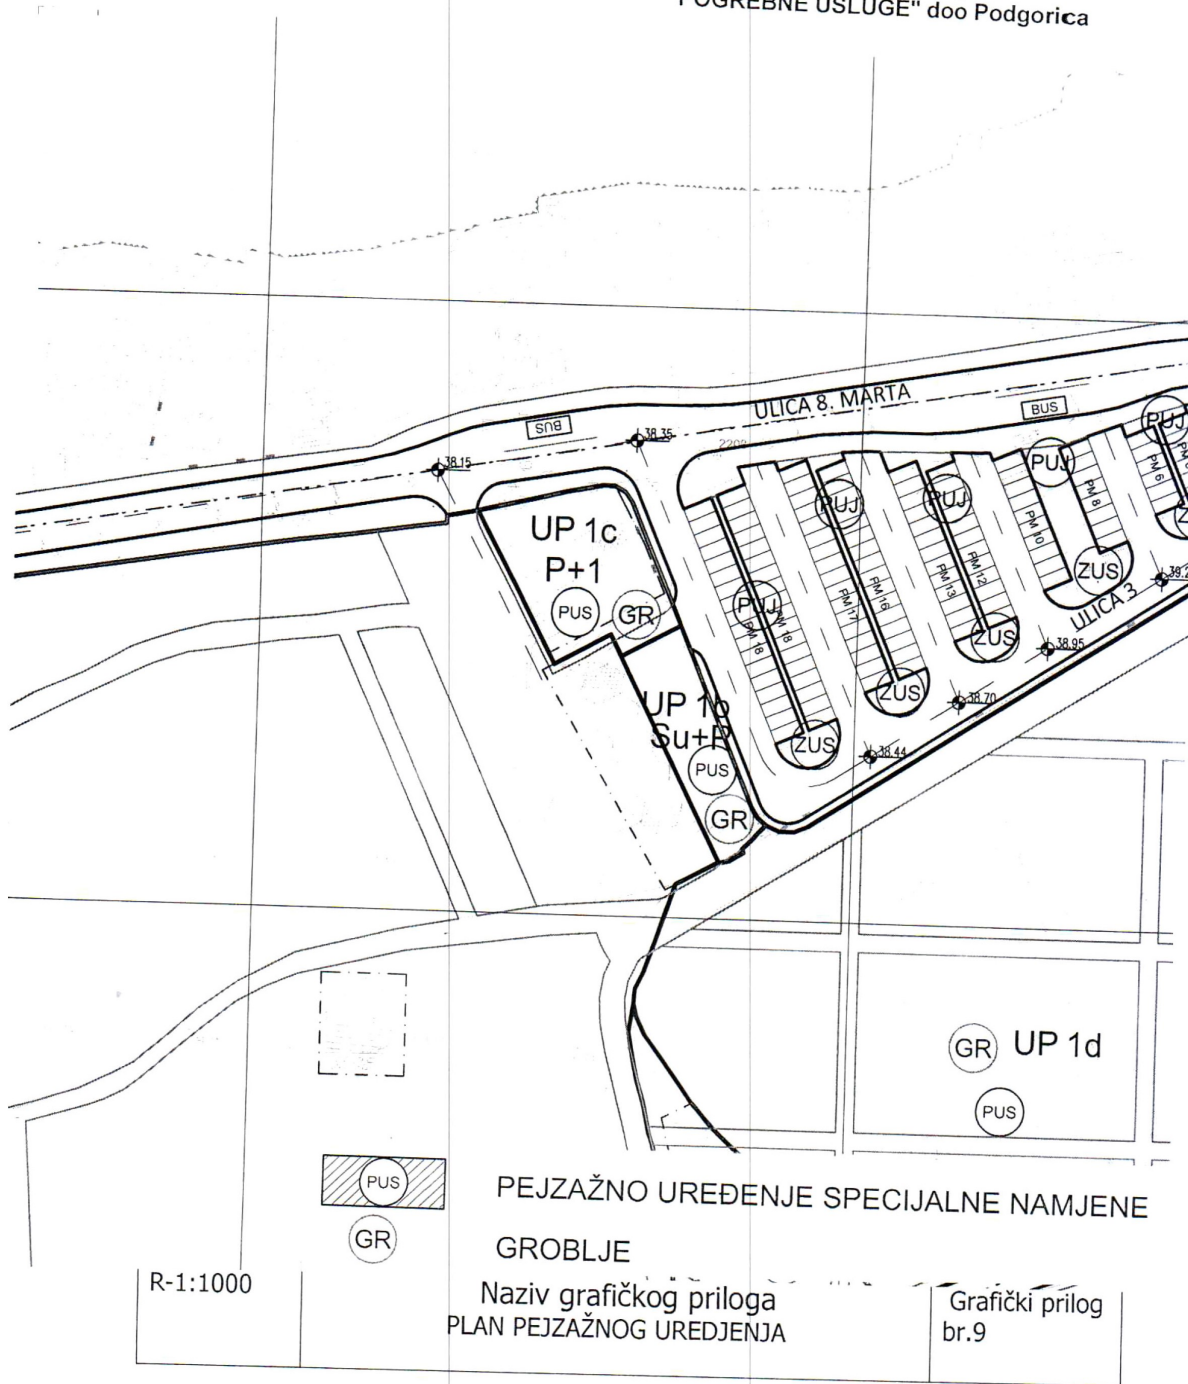 POGREBNE USLUGE" doo Podgorica
ULICA 8. MARTA
BUS
BUS
38.35
38.15
2209
PUJ
PUJ
PUJ
PUJ
PUJ
PM 6
PM 8
PM 10
PM 12
PM 13
PM 16
PM 17
PM 18
PM 18
UP 1c
P+1
PUS
GR
ZUS
ZUS
ZUS
ZUS
ULICA 3
38.95
38.70
38.44
UP 1b
Su+P
PUS
GR
GR
UP 1d
PUS
PUS
PEJZAŽNO UREĐENJE SPECIJALNE NAMJENE
GR
GROBLJE
R-1:1000
Naziv grafičkog priloga
PLAN PEJZAŽNOG UREDJENJA
Grafički prilog
br.9